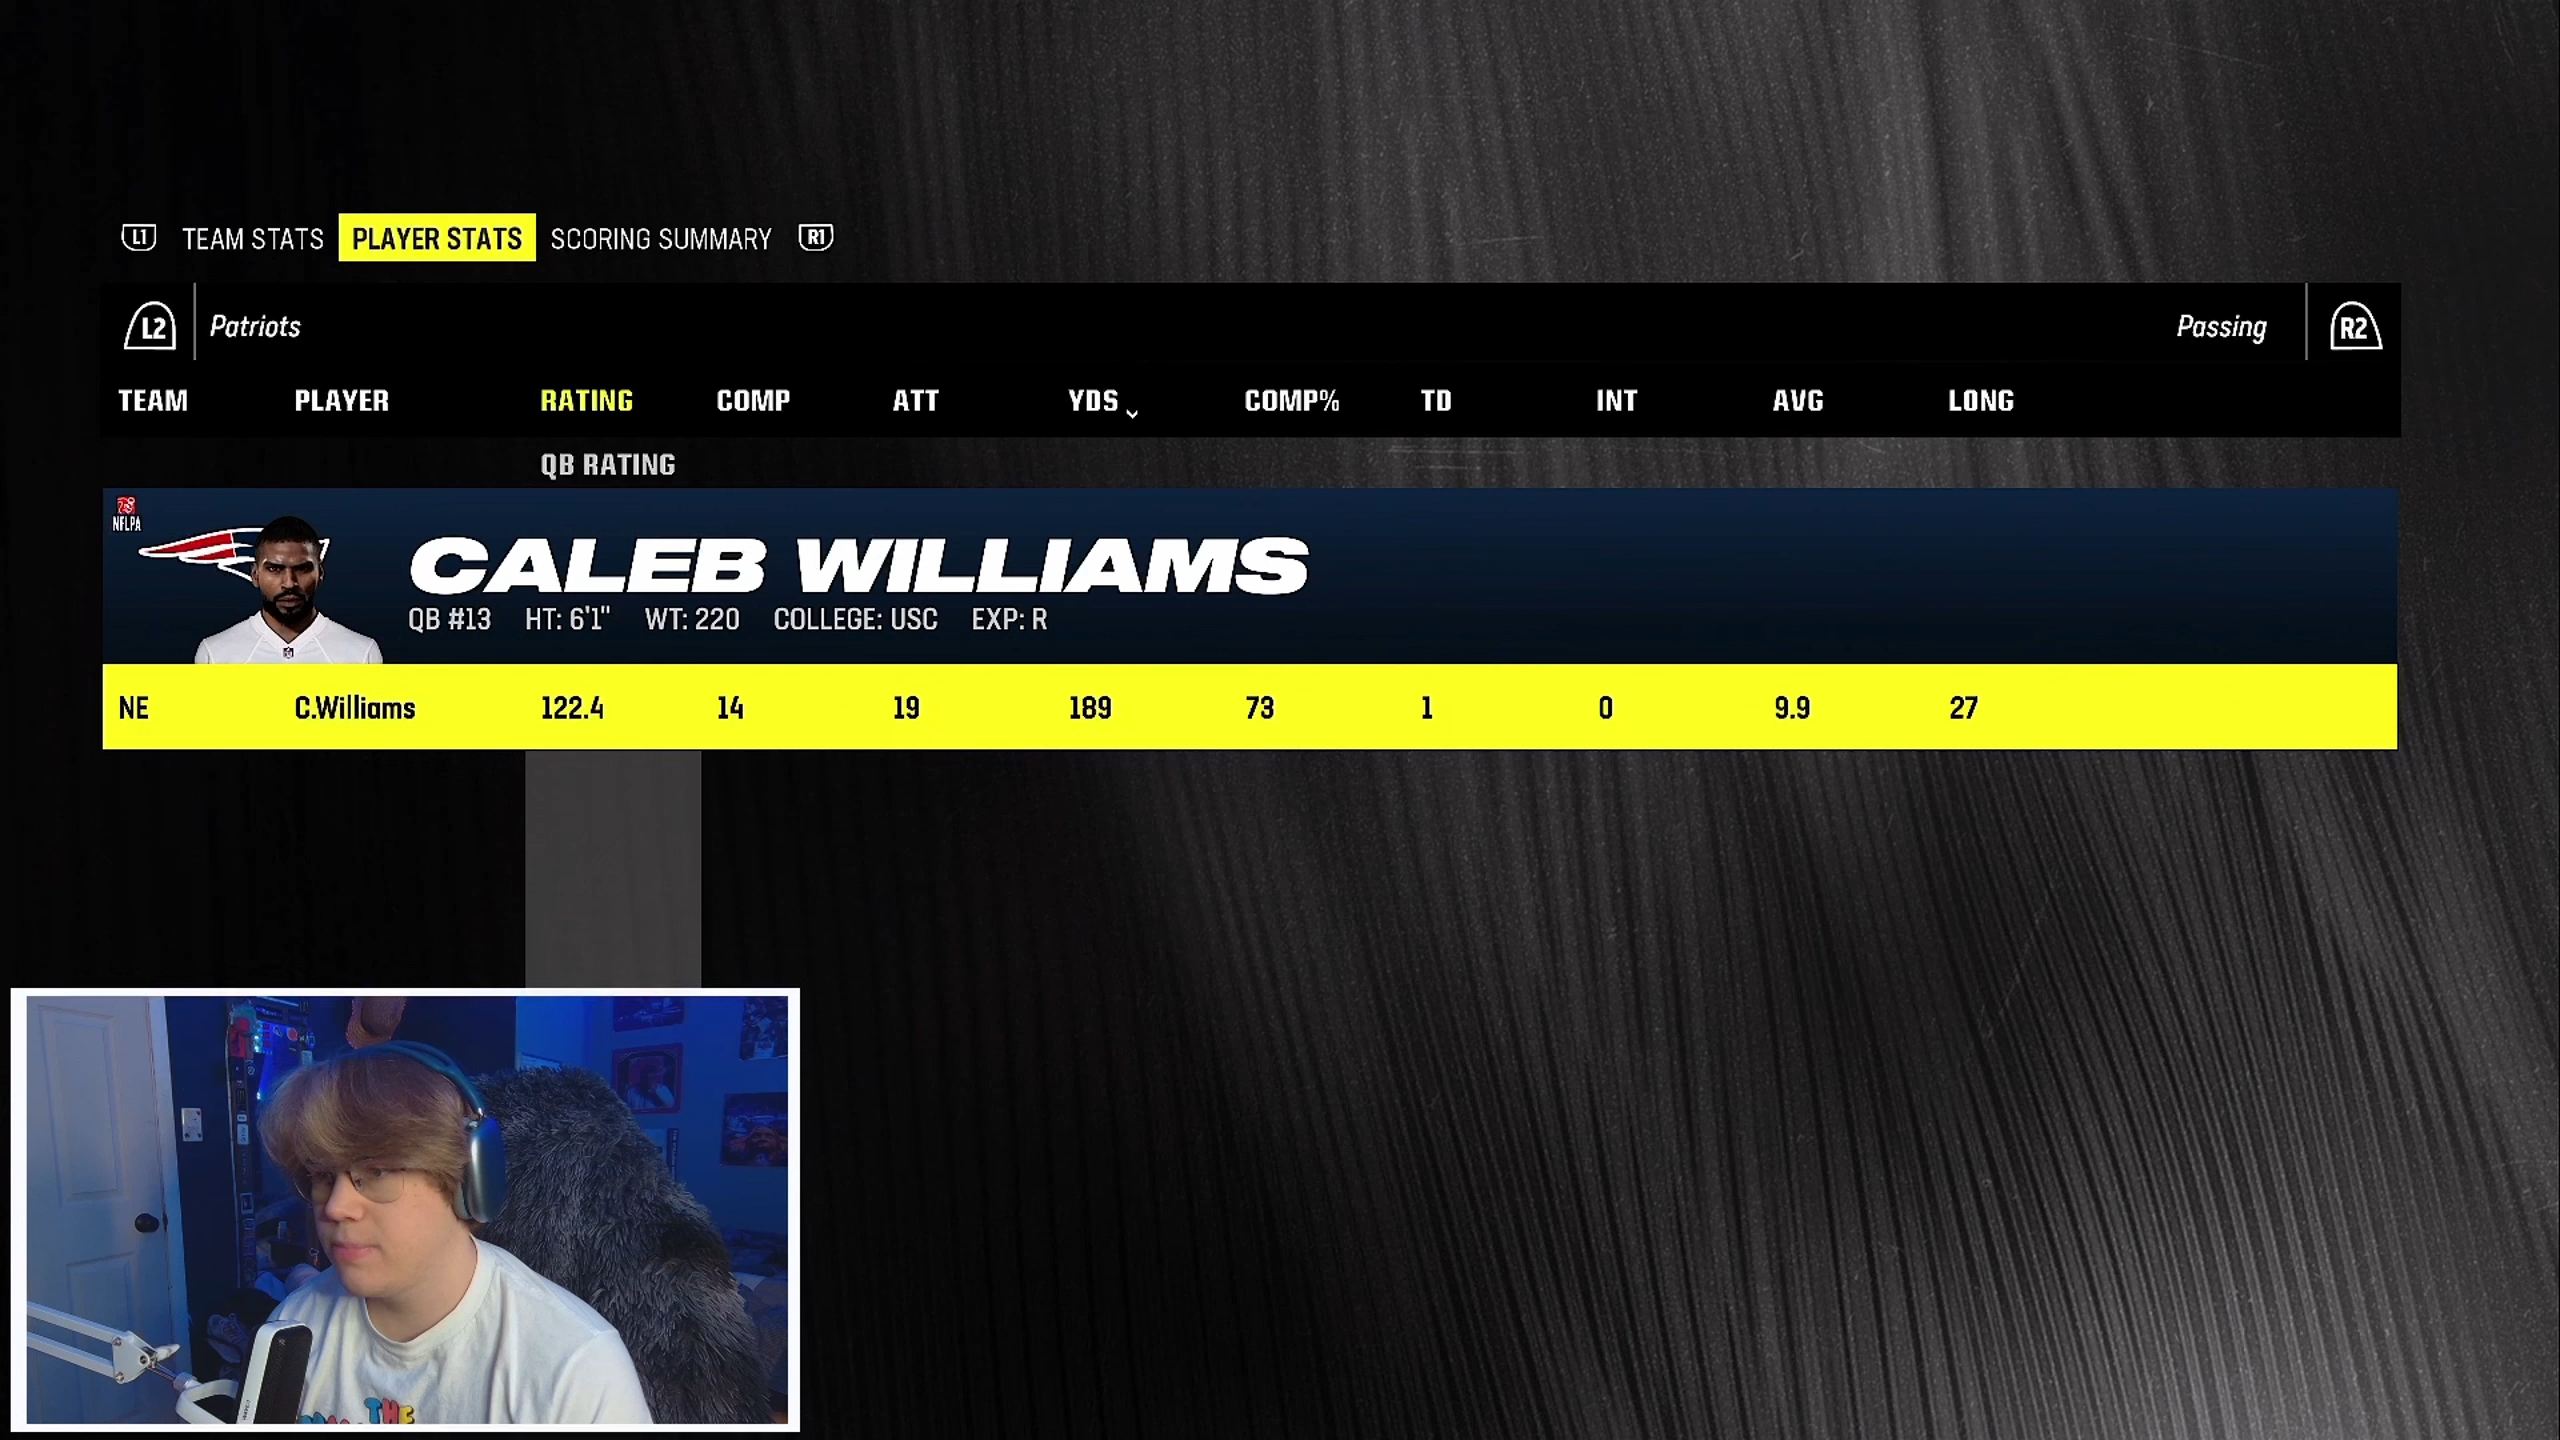 L1 TEAM STATS PLAYER STATS SCORING SUMMARY R1
L2 Patriots Passing R2
TEAM PLAYER RATING COMP ATT YDS COMP% TD INT AVG LONG
QB RATING
NFLPA
CALEB WILLIAMS
QB #13 HT: 6'1" WT: 220 COLLEGE: USC EXP: R
NE C.Williams 122.4 14 19 189 73 1 0 9.9 27
THE